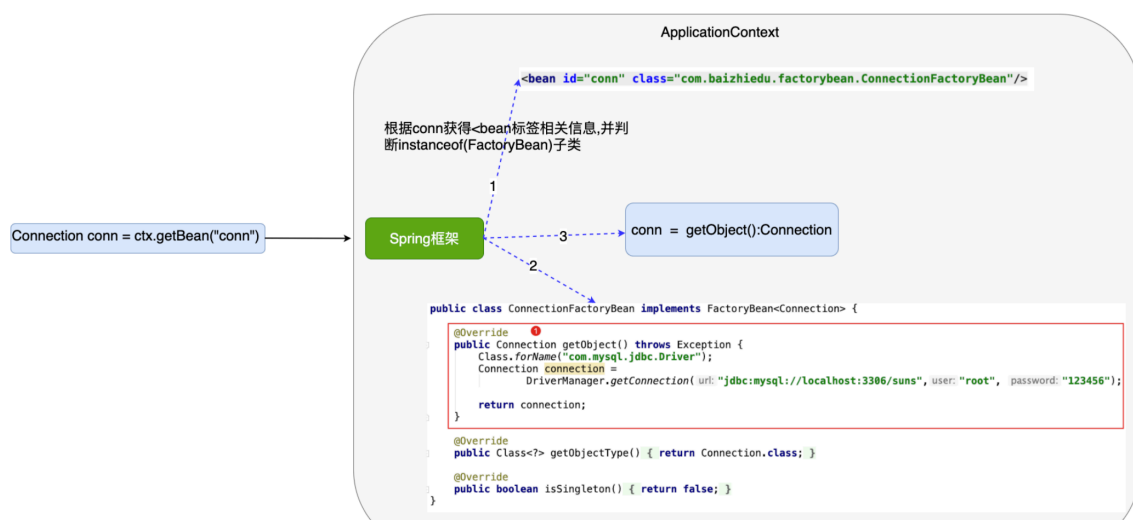 ApplicationContext
<bean id="conn" class="com.baizhiedu.factorybean.ConnectionFactoryBean"/>
根据conn获得<bean标签相关信息,并判
断instanceof(FactoryBean)子类
1
Connection conn = ctx.getBean("conn")
Spring框架
3
conn = getObject():Connection
2
public class ConnectionFactoryBean implements FactoryBean<Connection> {
@Override 1
public Connection getObject() throws Exception {
Class.forName("com.mysql.jdbc.Driver");
Connection connection =
DriverManager.getConnection( url: "jdbc:mysql://localhost:3306/suns", user: "root", password: "123456");
return connection;
}
@Override
public Class<?> getObjectType() { return Connection.class; }
@Override
public boolean isSingleton() { return false; }
}